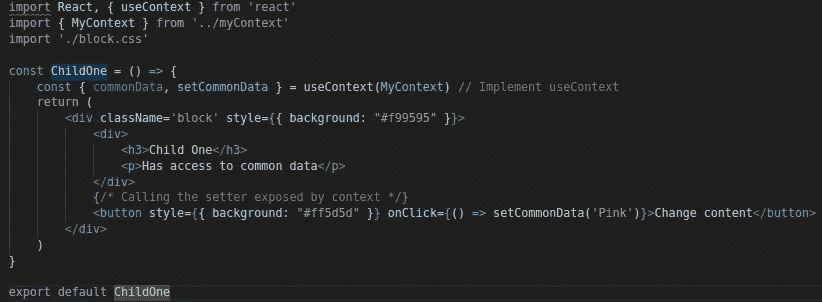 import React, { useContext } from 'react'
import { MyContext } from '../myContext'
import './block.css'
const ChildOne = () => {
const { commonData, setCommonData } = useContext(MyContext) // Implement useContext
return (
<div className='block' style={{ background: "#f99595" }}>
<div>
<h3>Child One</h3>
<p>Has access to common data</p>
</div>
{/* Calling the setter exposed by context */}
<button style={{ background: "#ff5d5d" }} onClick={() => setCommonData('Pink')}>Change content</button>
</div>
)
}
export default ChildOne